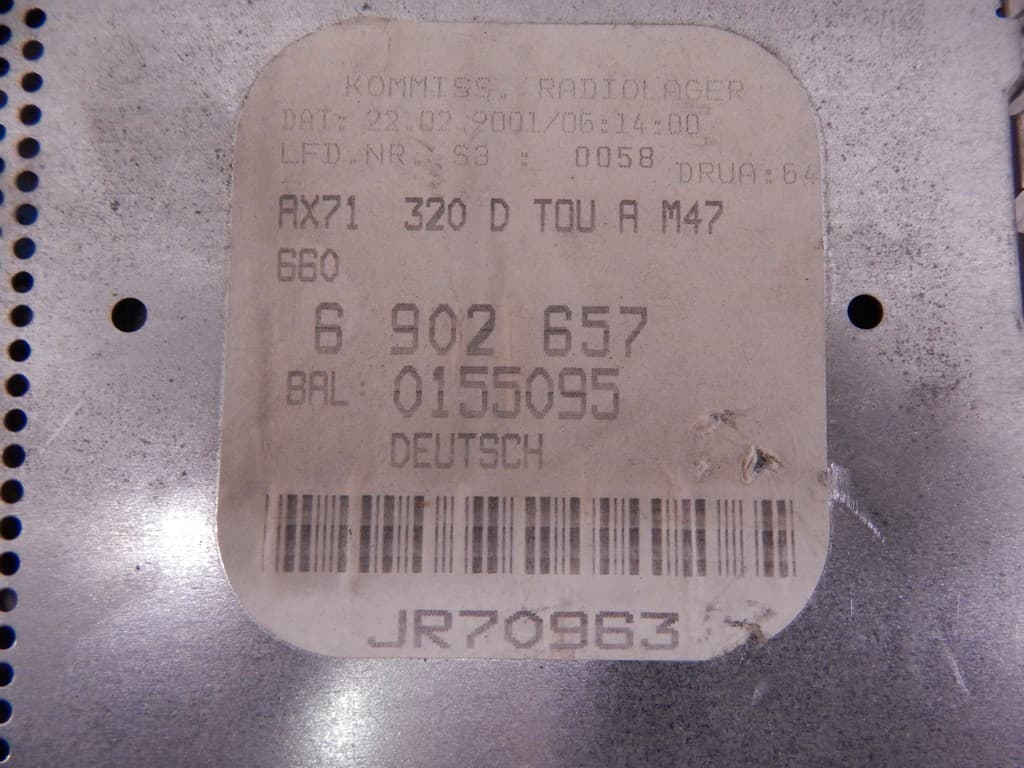 KOMMISS. RADIOLAGER
DAT: 22.02.2001/06:14:00
LFD.NR. S3 : 0058
DRVA:64
AX71 320 D TOU A M47
660
6 902 657
BAL: 0155095
DEUTSCH
JR70963